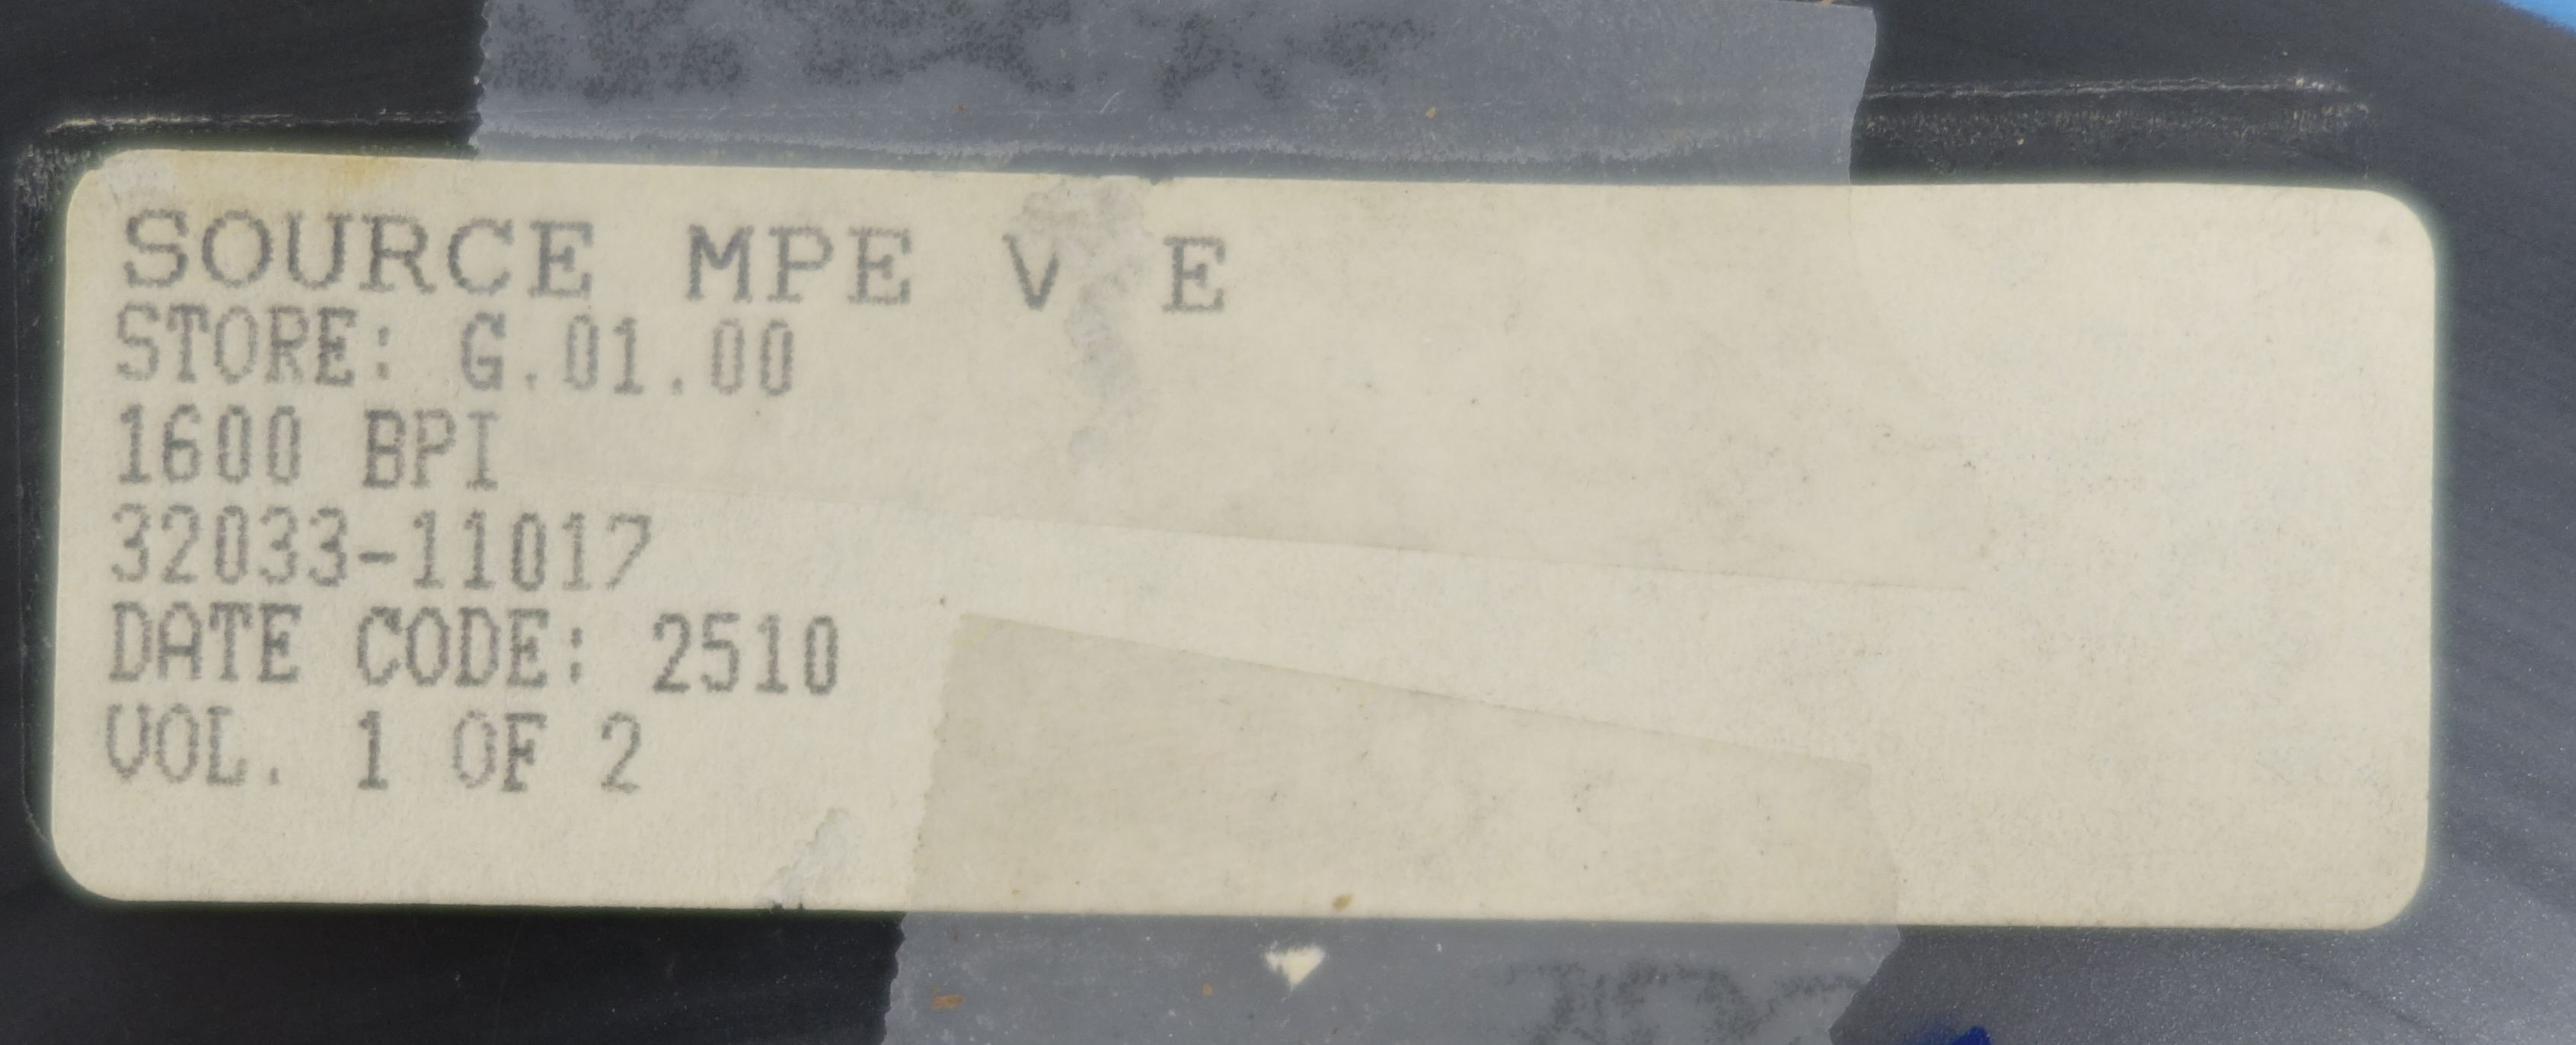 SOURCE MPE V E
STORE: G.01.00
1600 BPI
32033-11017
DATE CODE: 2510
VOL. 1 OF 2